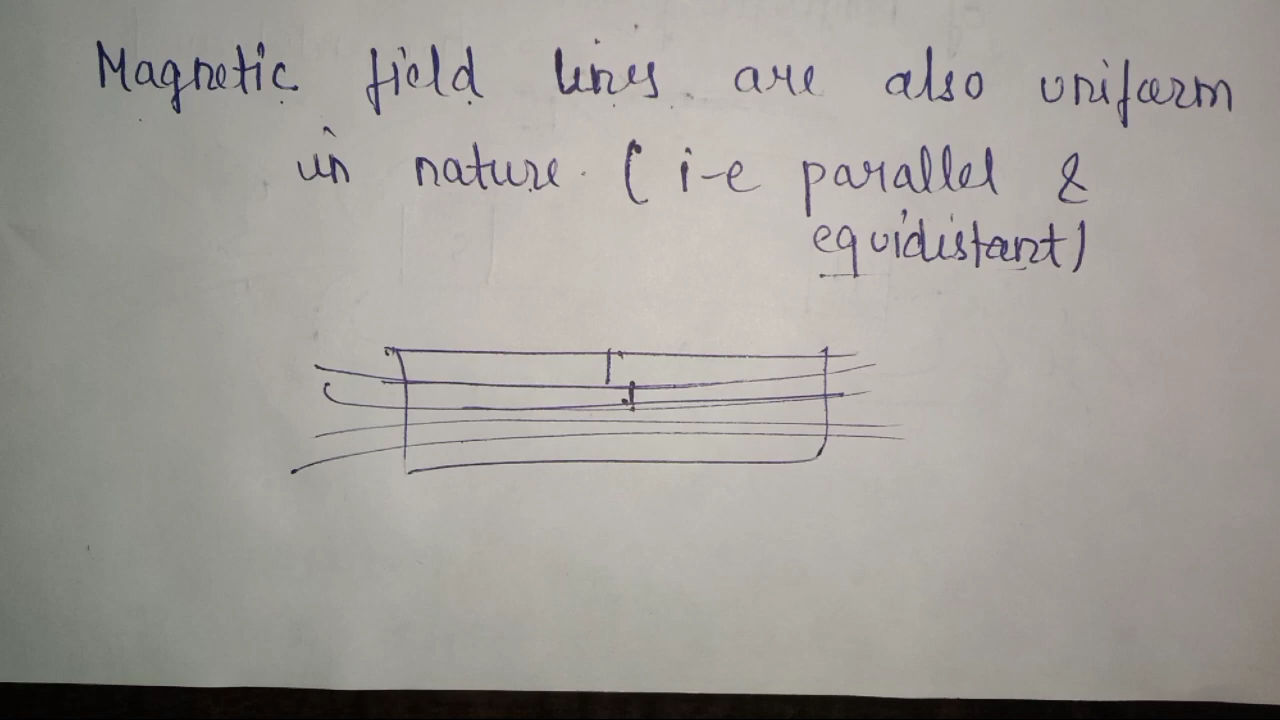 Magnetic field lines are also uniform
in nature. ( i-e parallel &
equidistant)